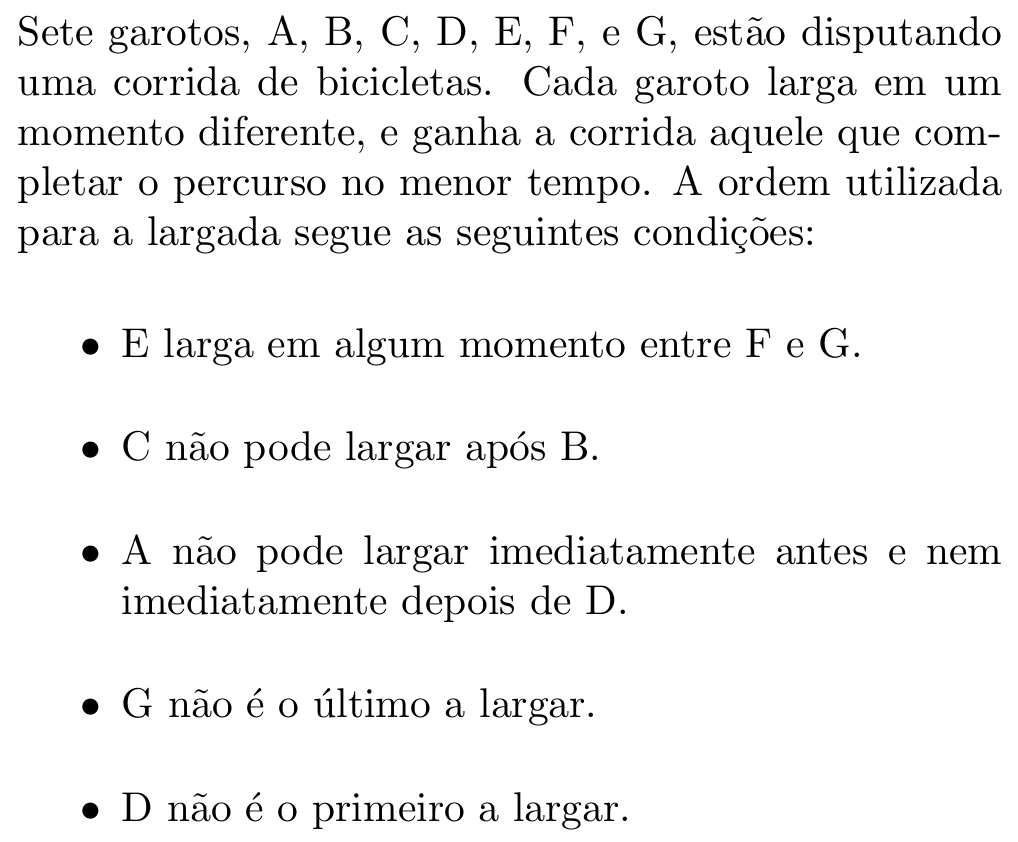 Sete garotos, A, B, C, D, E, F, e G, estão disputando
uma corrida de bicicletas. Cada garoto larga em um
momento diferente, e ganha a corrida aquele que com-
pletar o percurso no menor tempo. A ordem utilizada
para a largada segue as seguintes condições:
• E larga em algum momento entre F e G.
• C não pode largar após B.
• A não pode largar imediatamente antes e nem
imediatamente depois de D.
• G não é o último a largar.
• D não é o primeiro a largar.